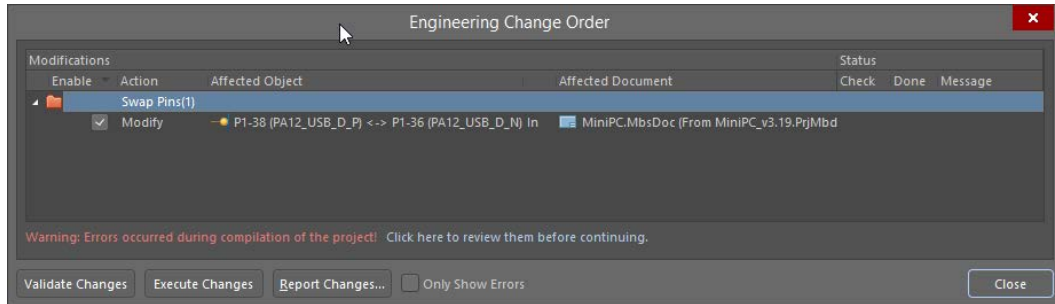 Engineering Change Order
Modifications Status
Enable Action Affected Object Affected Document Check Done Message
Swap Pins(1)
Modify P1-38 (PA12_USB_D_P) <-> P1-36 (PA12_USB_D_N) In MiniPC.MbsDoc (From MiniPC_v3.19.PrjMbd
Warning: Errors occurred during compilation of the project! Click here to review them before continuing.
Validate Changes Execute Changes Report Changes... Only Show Errors Close